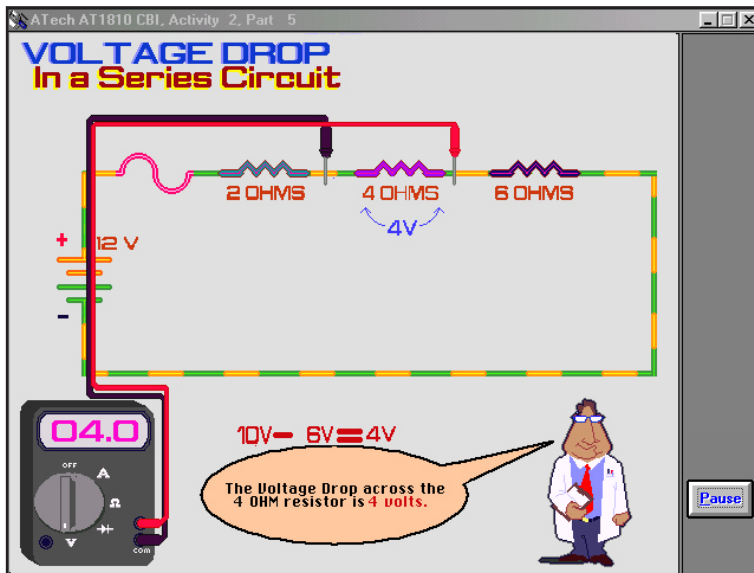 ATech AT1810 CBI, Activity 2, Part 5
VOLTAGE DROP
In a Series Circuit
2 OHMS 4 OHMS 6 OHMS
4V
+ 12 V
-
04.0
10V- 6V=4V
OFF
A
Ω
V
com
The Voltage Drop across the
4 OHM resistor is 4 volts.
Pause